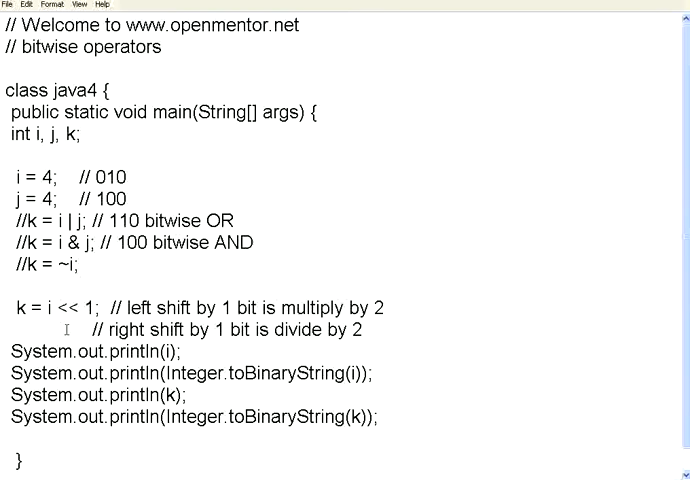 File Edit Format View Help
// Welcome to www.openmentor.net
// bitwise operators
class java4 {
public static void main(String[] args) {
int i, j, k;
i = 4; // 010
j = 4; // 100
//k = i | j; // 110 bitwise OR
//k = i & j; // 100 bitwise AND
//k = ~i;
k = i << 1; // left shift by 1 bit is multiply by 2
// right shift by 1 bit is divide by 2
System.out.println(i);
System.out.println(Integer.toBinaryString(i));
System.out.println(k);
System.out.println(Integer.toBinaryString(k));
}